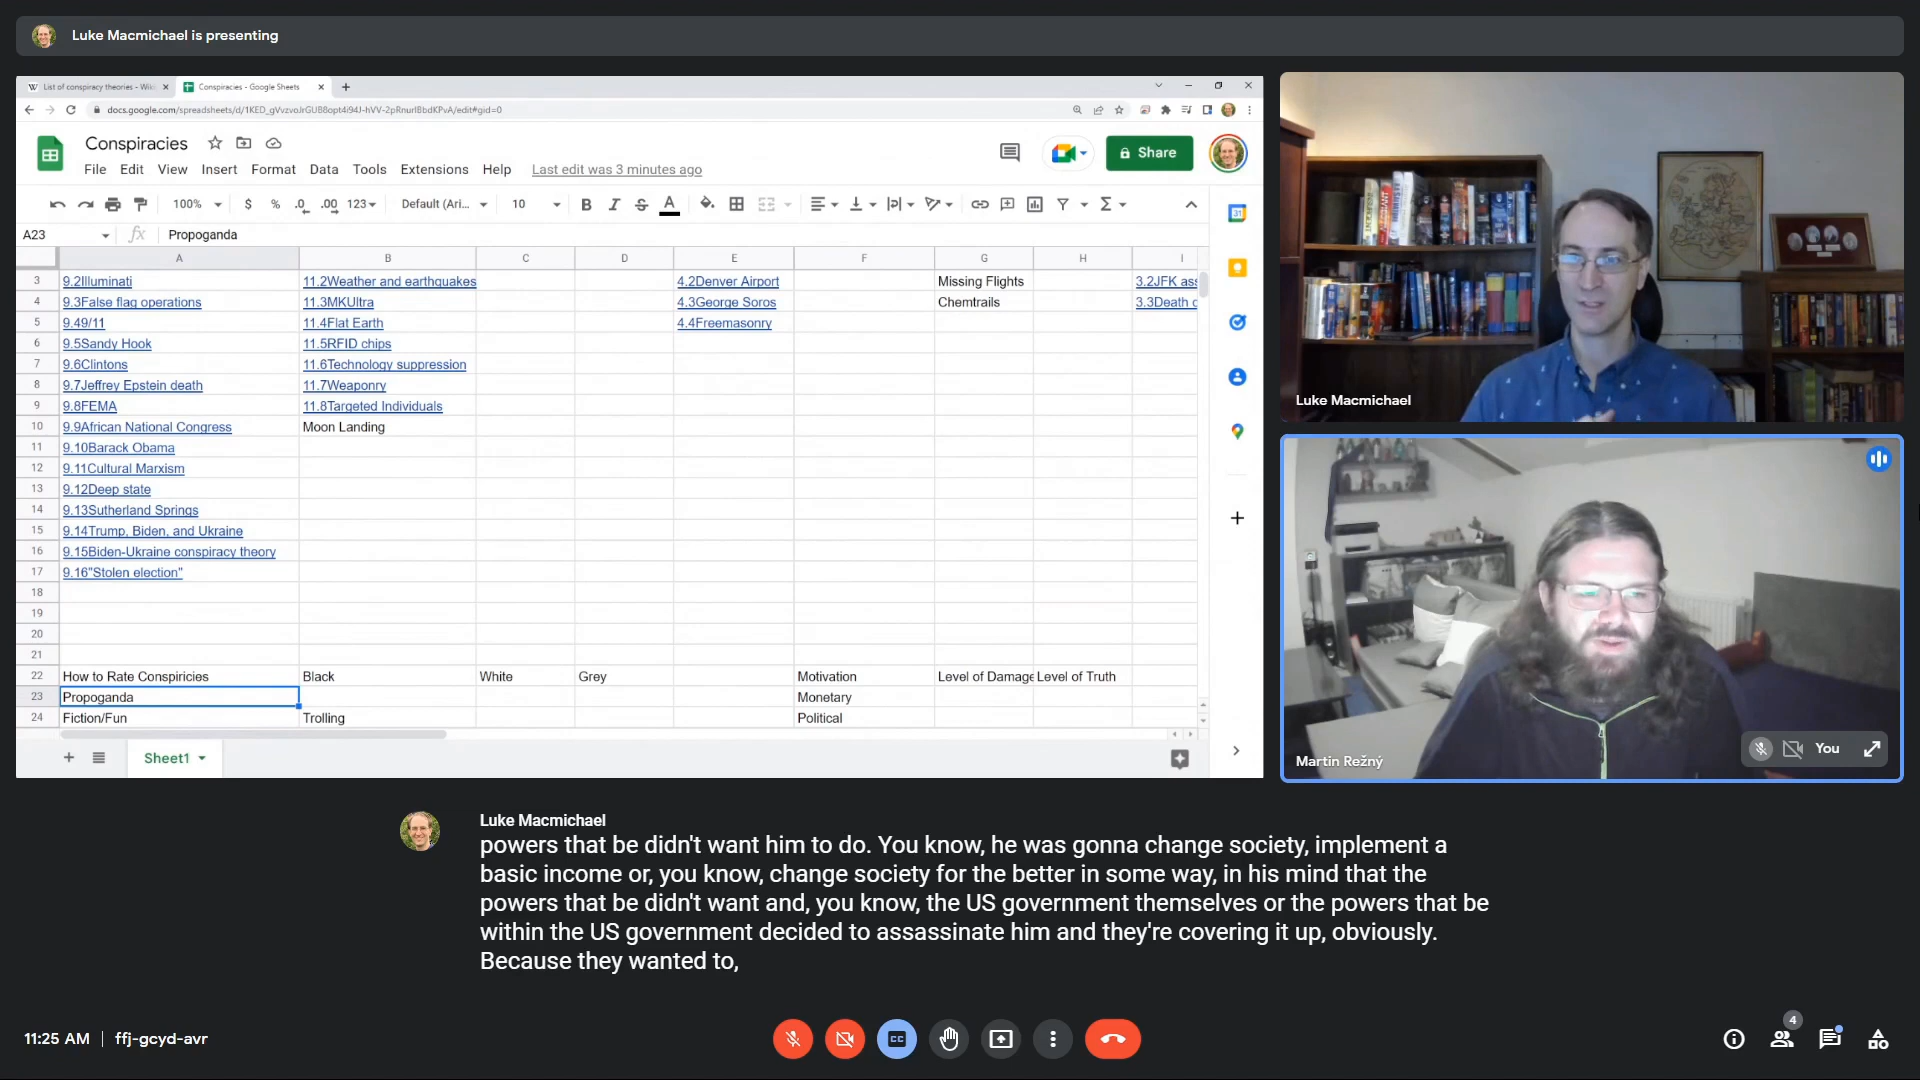 Luke Macmichael is presenting
List of conspiracy theories - Wiki
Conspiracies - Google Sheets
Conspiracies
Share
File Edit View Insert Format Data Tools Extensions Help Last edit was 3 minutes ago
100% $ % .0 .00 123 Default (Ari... 10 B I S A
A23 fx Propoganda
A B C D E F G H I
3 9.2Illuminati 11.2Weather and earthquakes 4.2Denver Airport Missing Flights 3.2JFK ass
4 9.3False flag operations 11.3MKUltra 4.3George Soros Chemtrails 3.3Death o
5 9.49/11 11.4Flat Earth 4.4Freemasonry
6 9.5Sandy Hook 11.5RFID chips
7 9.6Clintons 11.6Technology suppression
8 9.7Jeffrey Epstein death 11.7Weaponry
9 9.8FEMA 11.8Targeted Individuals
10 9.9African National Congress Moon Landing
11 9.10Barack Obama
12 9.11Cultural Marxism
13 9.12Deep state
14 9.13Sutherland Springs
15 9.14Trump, Biden, and Ukraine
16 9.15Biden-Ukraine conspiracy theory
17 9.16"Stolen election"
18
19
20
21
22 How to Rate Conspiricies Black White Grey Motivation Level of Damage Level of Truth
23 Propoganda Monetary
24 Fiction/Fun Trolling Political
Sheet1
Luke Macmichael
You
Martin Režný
Luke Macmichael
powers that be didn't want him to do. You know, he was gonna change society, implement a
basic income or, you know, change society for the better in some way, in his mind that the
powers that be didn't want and, you know, the US government themselves or the powers that be
within the US government decided to assassinate him and they're covering it up, obviously.
Because they wanted to,
11:25 AM | ffj-gcyd-avr
CC
4